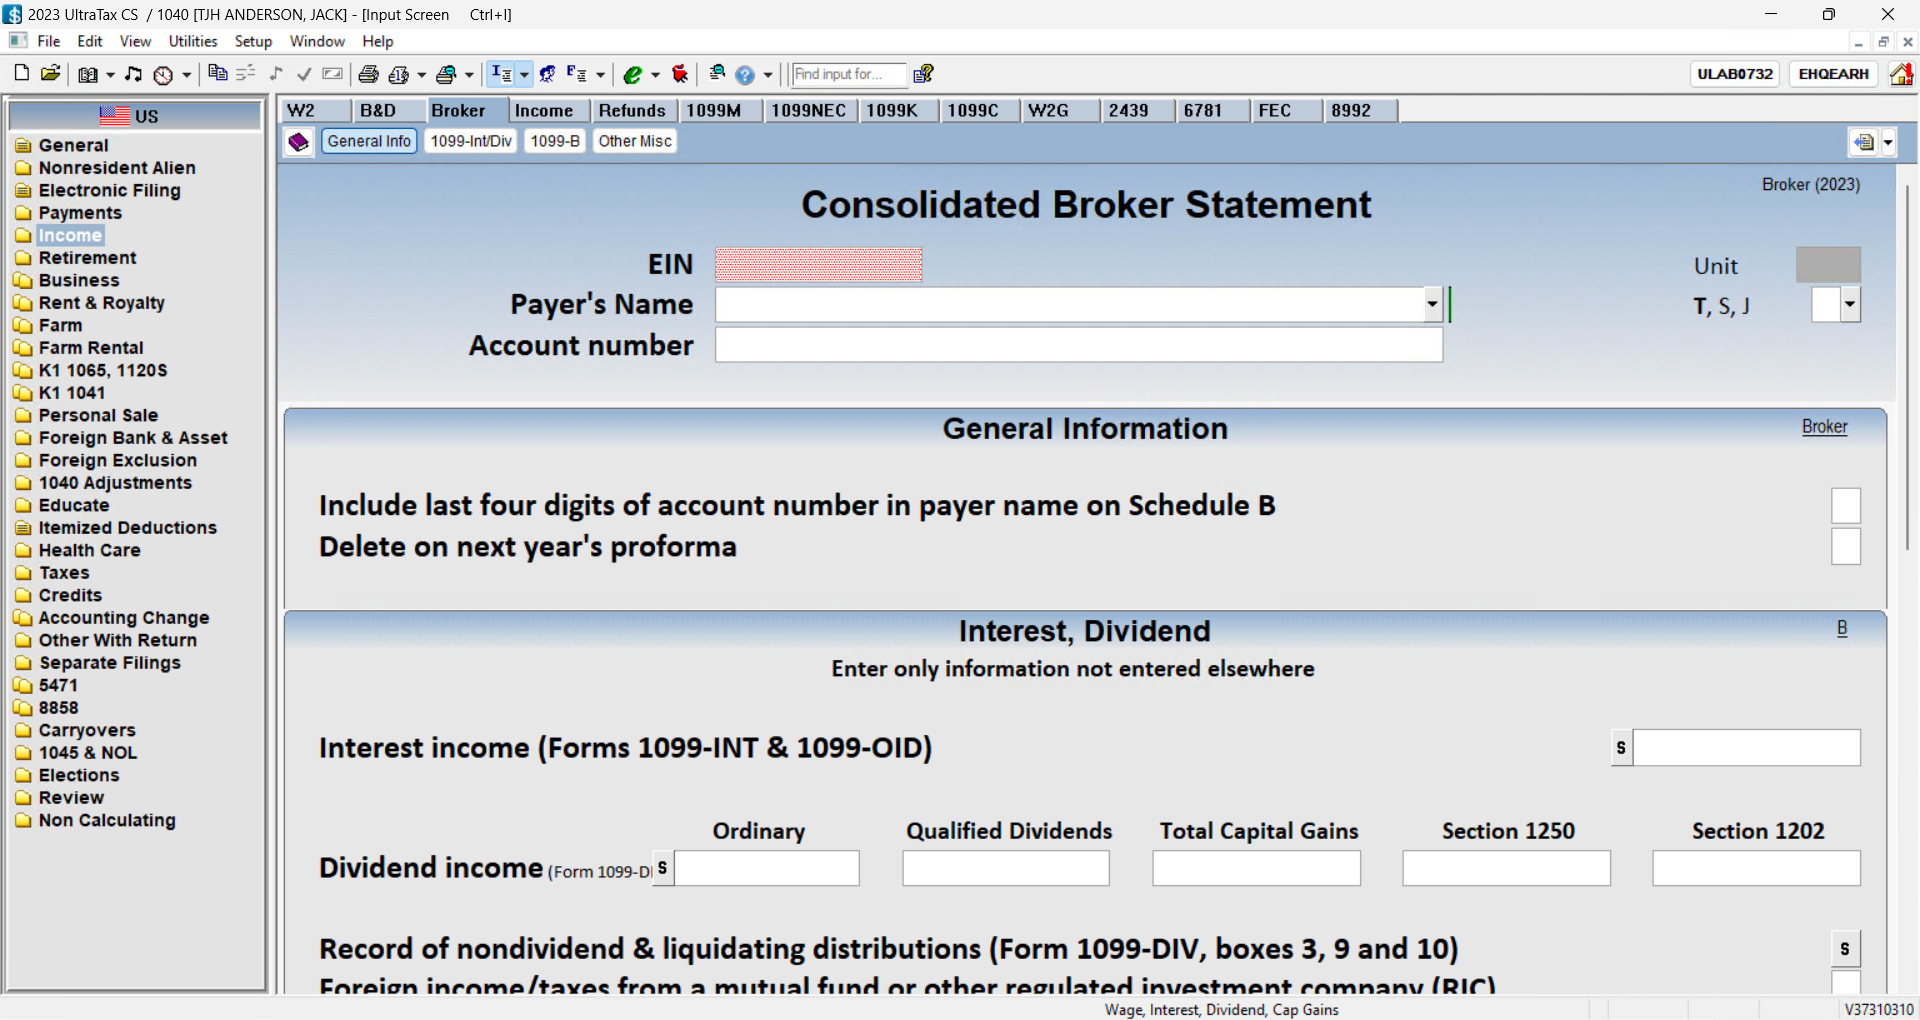 2023 UltraTax CS / 1040 [TJH ANDERSON, JACK] - [Input Screen Ctrl+I]
File Edit View Utilities Setup Window Help
Find input for... ULAB0732 EHQEARH
US
General
Nonresident Alien
Electronic Filing
Payments
Income
Retirement
Business
Rent & Royalty
Farm
Farm Rental
K1 1065, 1120S
K1 1041
Personal Sale
Foreign Bank & Asset
Foreign Exclusion
1040 Adjustments
Educate
Itemized Deductions
Health Care
Taxes
Credits
Accounting Change
Other With Return
Separate Filings
5471
8858
Carryovers
1045 & NOL
Elections
Review
Non Calculating
W2 B&D Broker Income Refunds 1099M 1099NEC 1099K 1099C W2G 2439 6781 FEC 8992
General Info 1099-Int/Div 1099-B Other Misc
Broker (2023)
Consolidated Broker Statement
EIN Unit
Payer's Name T, S, J
Account number
General Information Broker
Include last four digits of account number in payer name on Schedule B
Delete on next year's proforma
Interest, Dividend B
Enter only information not entered elsewhere
Interest income (Forms 1099-INT & 1099-OID) S
Ordinary Qualified Dividends Total Capital Gains Section 1250 Section 1202
Dividend income (Form 1099-DI S
Record of nondividend & liquidating distributions (Form 1099-DIV, boxes 3, 9 and 10) S
Foreign income/taxes from a mutual fund or other regulated investment company (RIC)
Wage, Interest, Dividend, Cap Gains V37310310